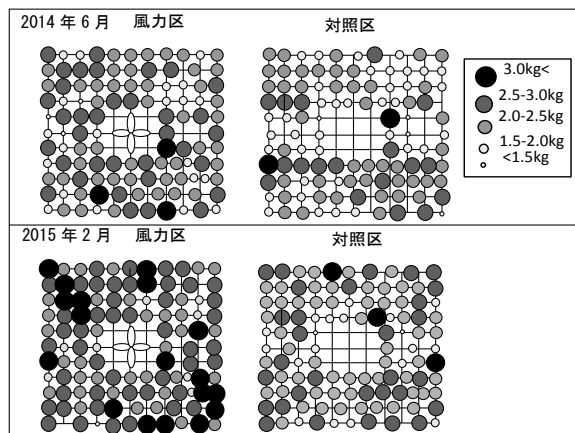 2014 年 6 月 風力区 対照区
3.0kg<
2.5-3.0kg
2.0-2.5kg
1.5-2.0kg
<1.5kg
2015 年 2 月 風力区 対照区